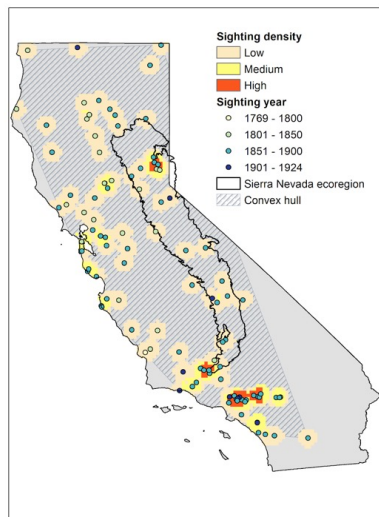 Sighting density
Low
Medium
High
Sighting year
1769 - 1800
1801 - 1850
1851 - 1900
1901 - 1924
Sierra Nevada ecoregion
Convex hull